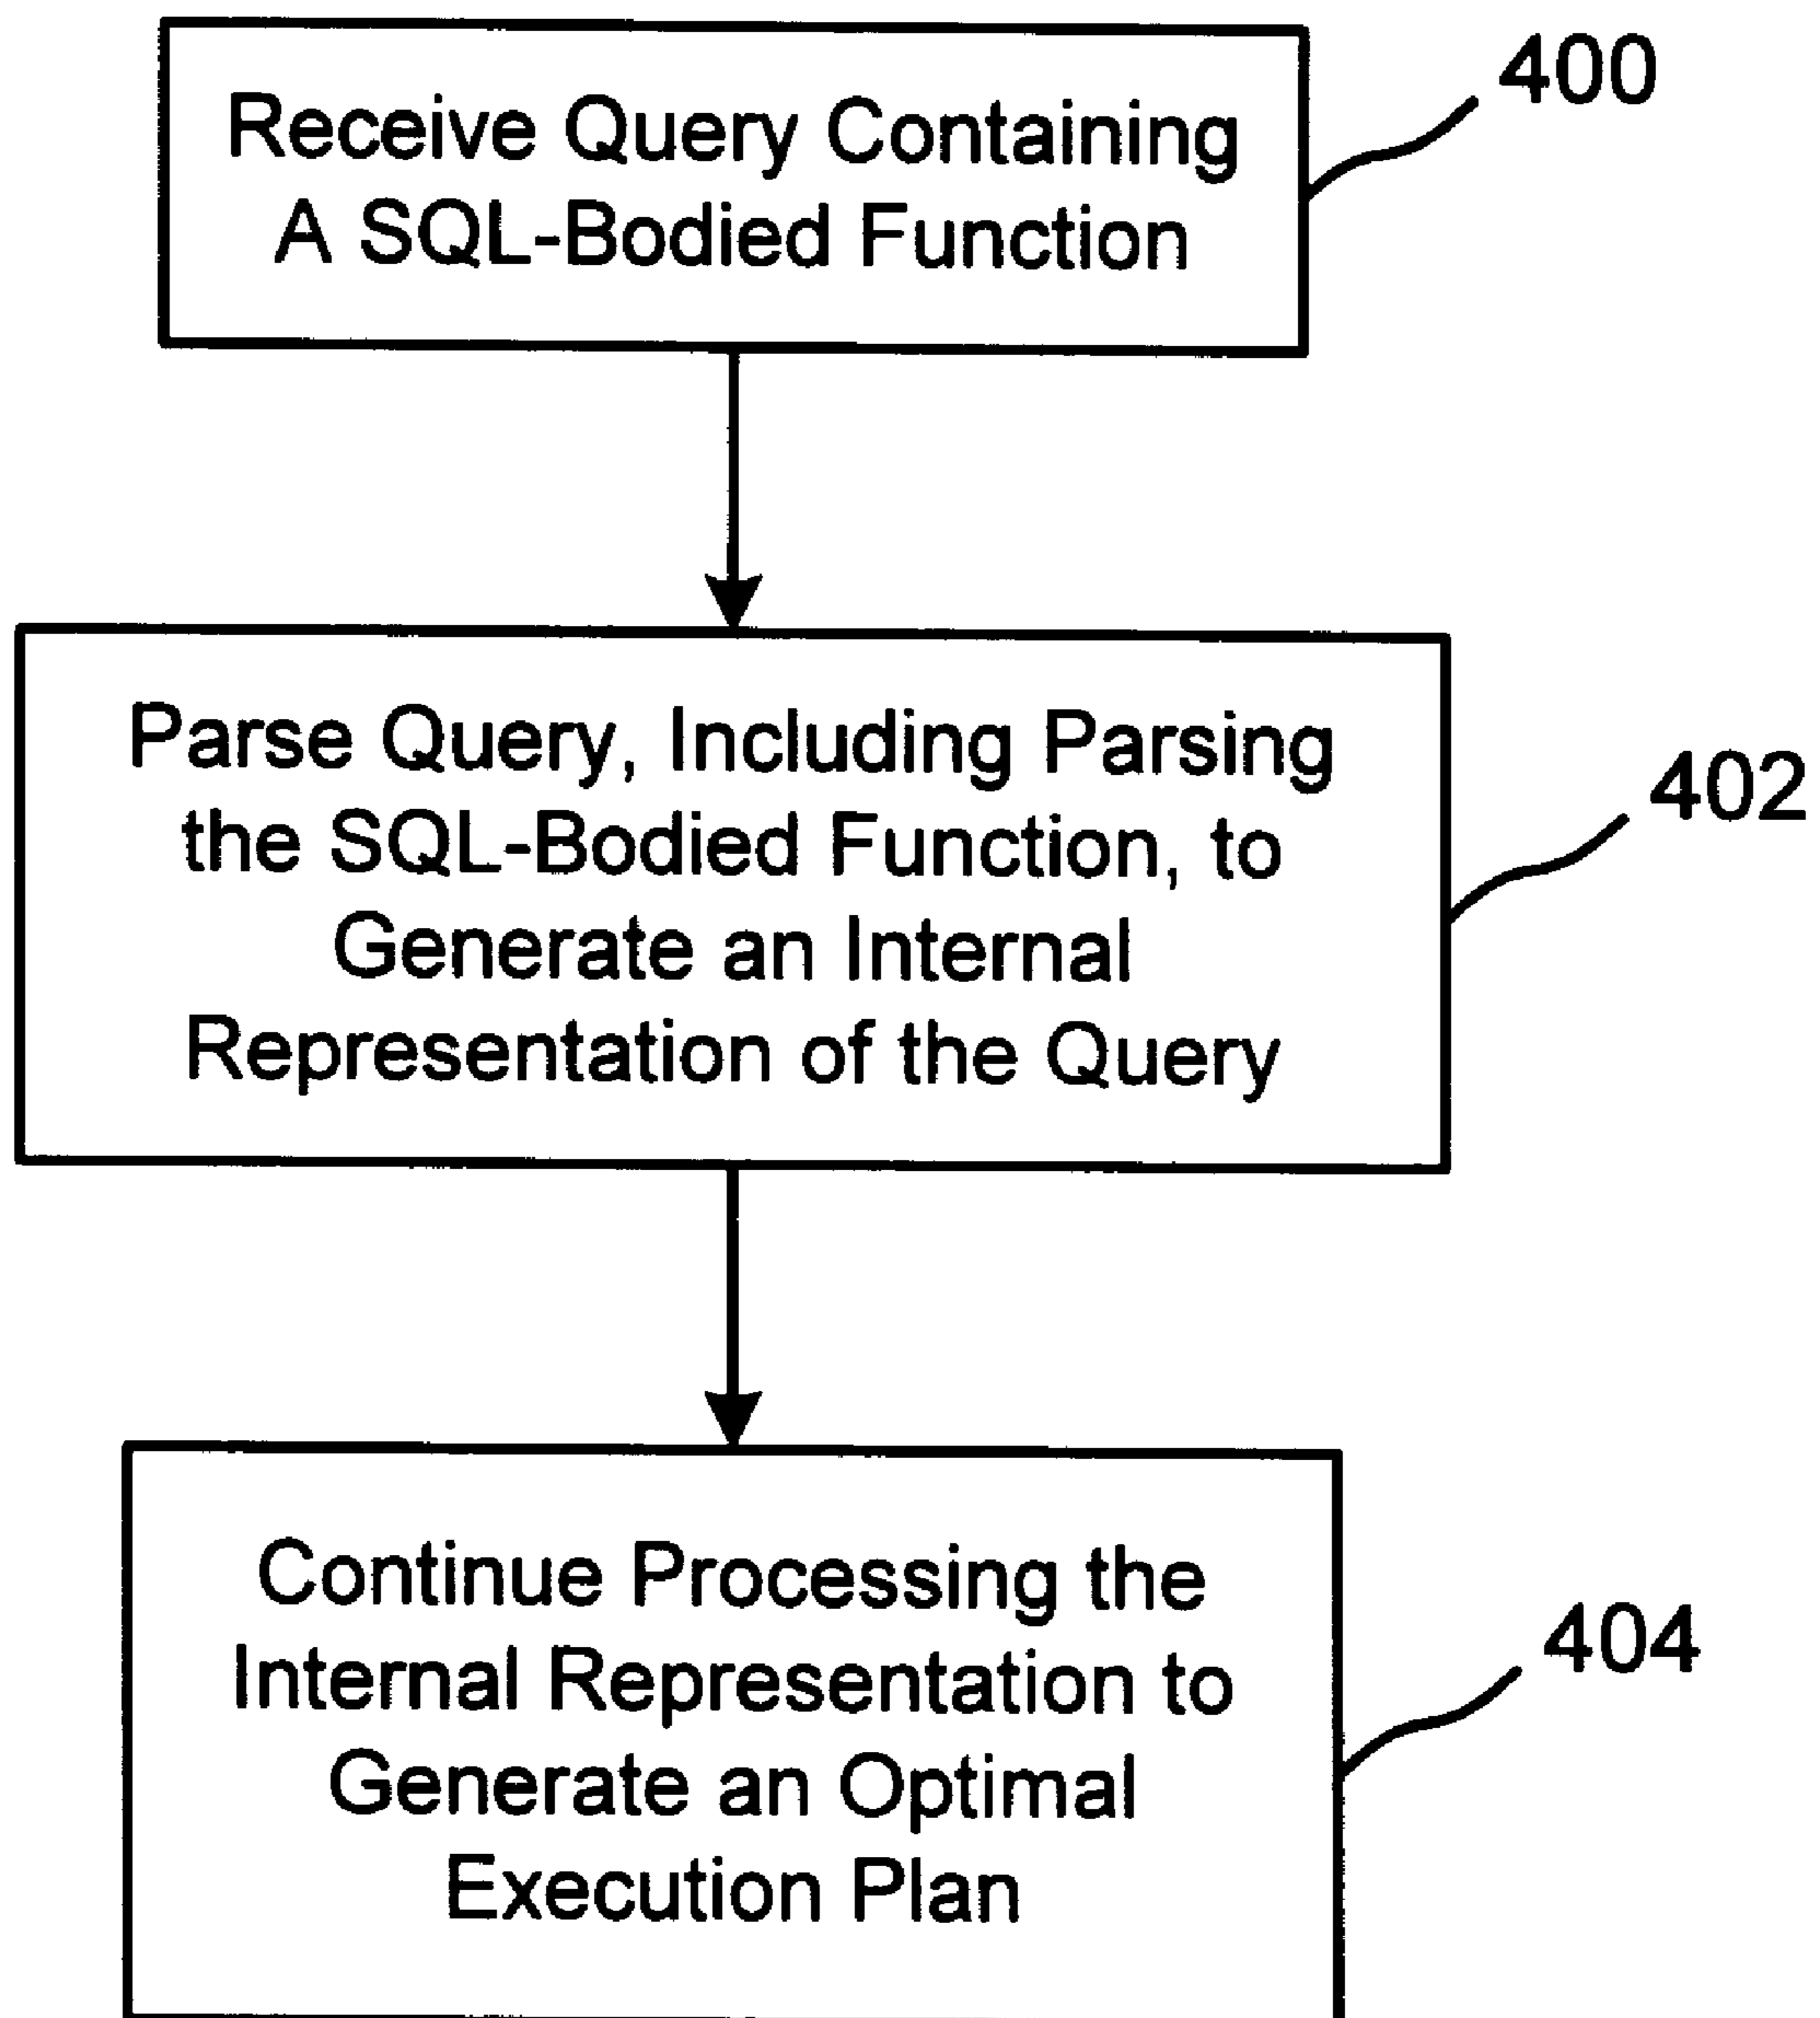 Receive Query Containing
A SQL-Bodied Function
400
Parse Query, Including Parsing
the SQL-Bodied Function, to
Generate an Internal
Representation of the Query
402
Continue Processing the
Internal Representation to
Generate an Optimal
Execution Plan
404